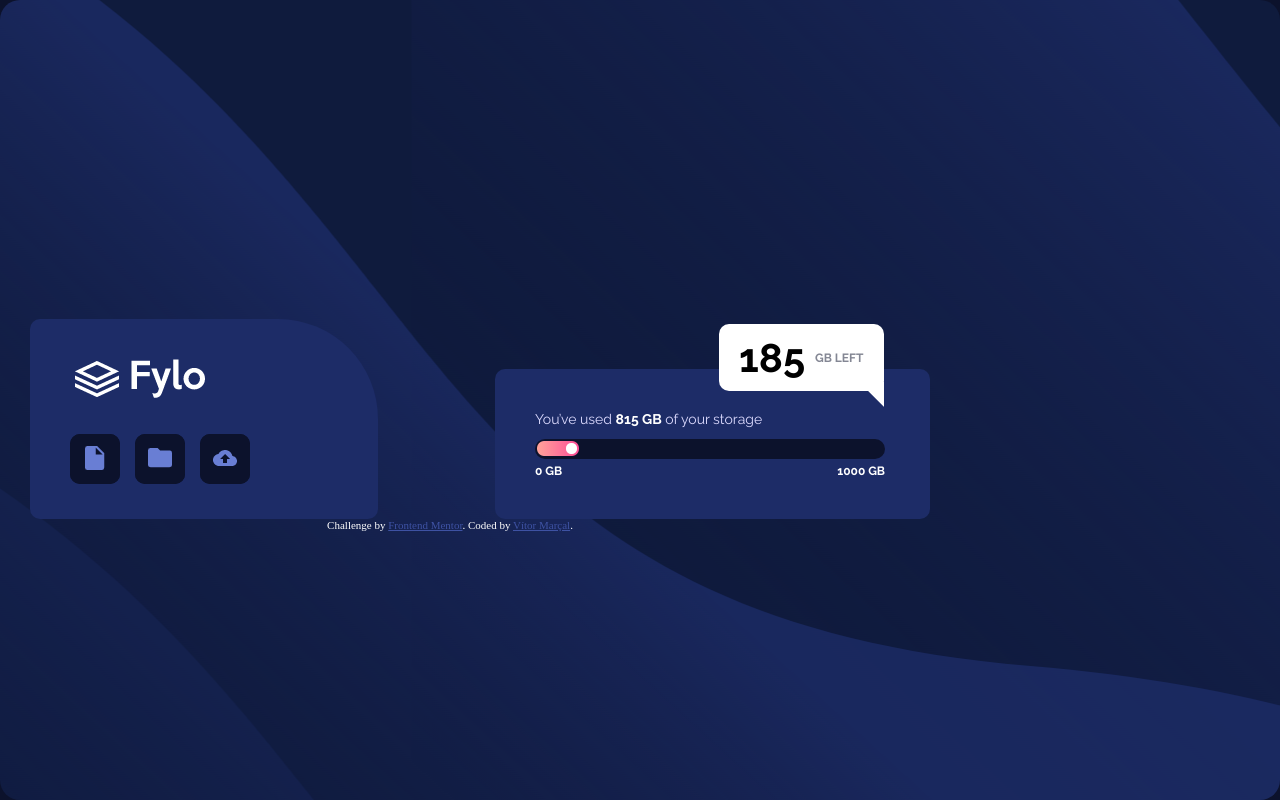 Fylo
185 GB LEFT
You've used 815 GB of your storage
0 GB 1000 GB
Challenge by Frontend Mentor. Coded by Vítor Marçal.